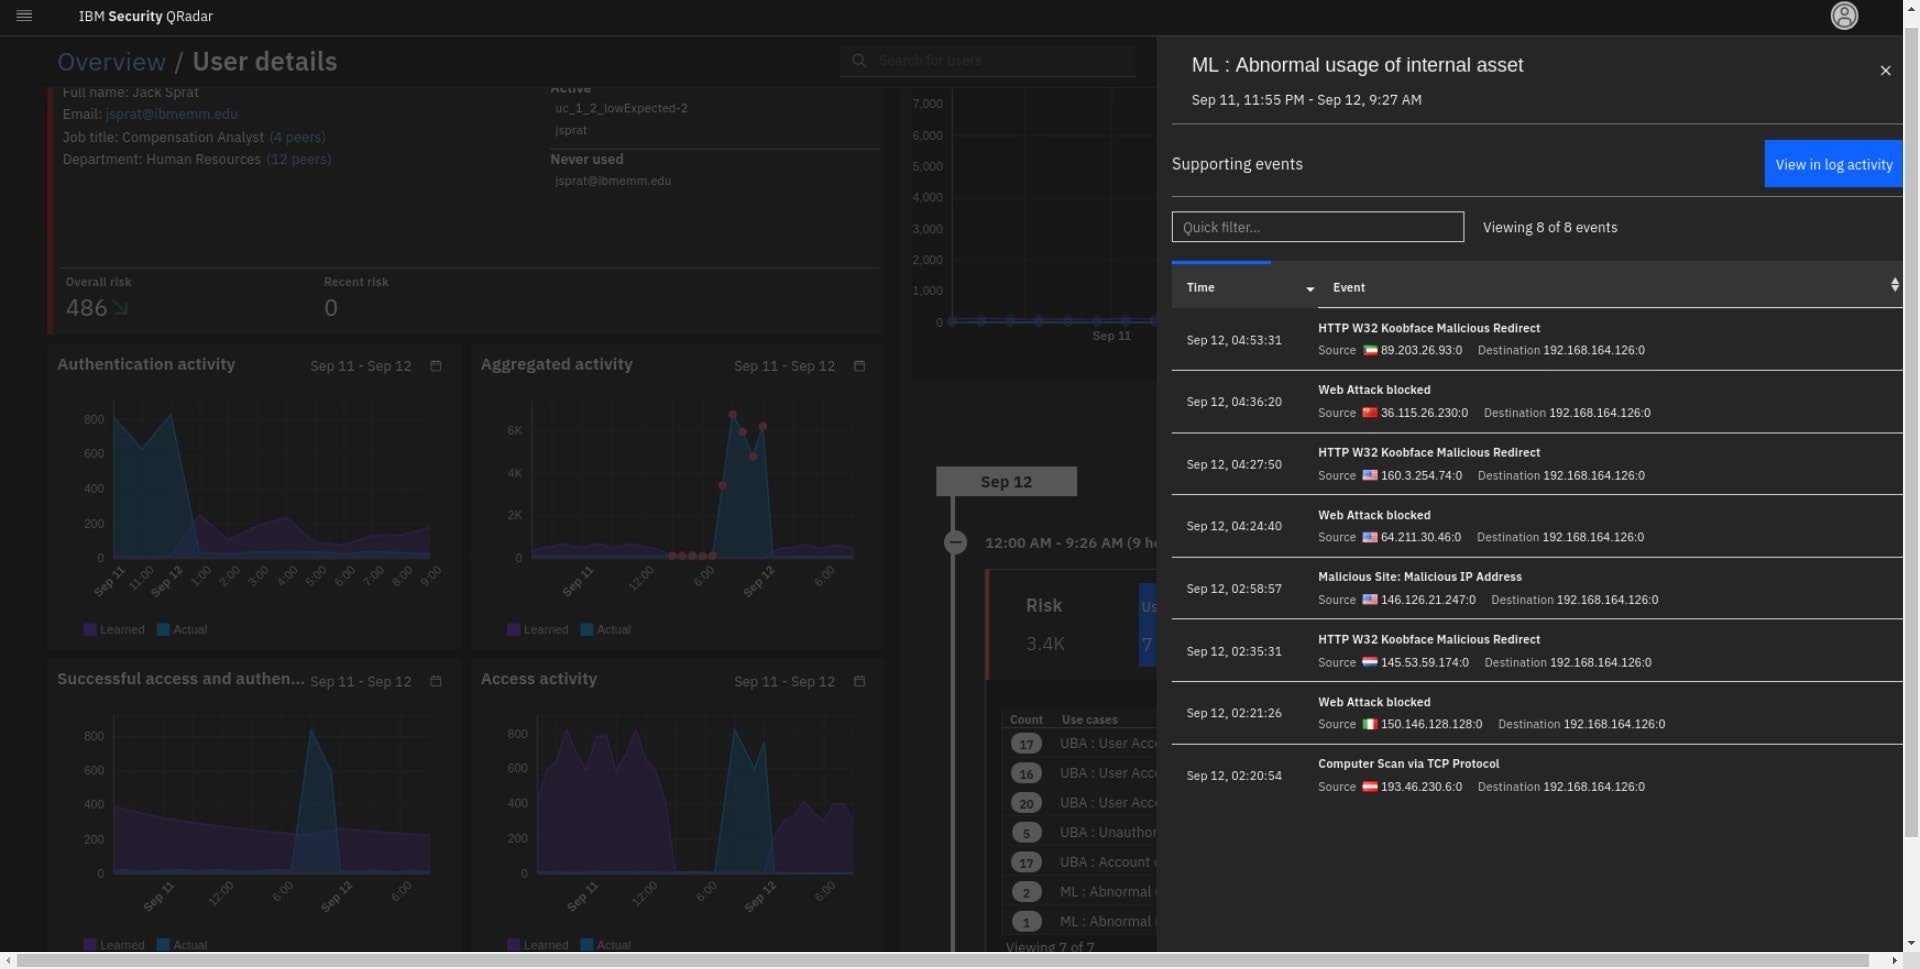 IBM Security QRadar
Overview / User details
Search for users
Full name: Jack Sprat
Email: jsprat@ibmemm.edu
Job title: Compensation Analyst (4 peers)
Department: Human Resources (12 peers)
Active
uc_1_2_lowExpected-2
jsprat
Never used
jsprat@ibmemm.edu
Overall risk
486
Recent risk
0
7,000
6,000
5,000
4,000
3,000
2,000
1,000
0
Sep 11
Authentication activity
Sep 11 - Sep 12
800
600
400
200
0
Sep 11
11:00
Sep 12
1:00
2:00
3:00
4:00
5:00
6:00
7:00
8:00
9:00
Learned
Actual
Aggregated activity
Sep 11 - Sep 12
6K
4K
2K
0
Sep 11
12:00
6:00
Sep 12
6:00
Learned
Actual
Successful access and authen...
Sep 11 - Sep 12
800
600
400
200
0
Sep 11
12:00
6:00
Sep 12
6:00
Learned
Actual
Access activity
Sep 11 - Sep 12
800
600
400
200
0
Sep 11
12:00
6:00
Sep 12
6:00
Learned
Actual
Sep 12
12:00 AM - 9:26 AM (9 h
Risk
3.4K
Us
7
Count Use cases
17 UBA : User Acc
16 UBA : User Acc
20 UBA : User Acc
5 UBA : Unauthor
17 UBA : Account
2 ML : Abnormal
1 ML : Abnormal
Viewing 7 of 7
ML : Abnormal usage of internal asset
Sep 11, 11:55 PM - Sep 12, 9:27 AM
Supporting events
View in log activity
Quick filter...
Viewing 8 of 8 events
Time Event
Sep 12, 04:53:31
HTTP W32 Koobface Malicious Redirect
Source 89.203.26.93:0 Destination 192.168.164.126:0
Sep 12, 04:36:20
Web Attack blocked
Source 36.115.26.230:0 Destination 192.168.164.126:0
Sep 12, 04:27:50
HTTP W32 Koobface Malicious Redirect
Source 160.3.254.74:0 Destination 192.168.164.126:0
Sep 12, 04:24:40
Web Attack blocked
Source 64.211.30.46:0 Destination 192.168.164.126:0
Sep 12, 02:58:57
Malicious Site: Malicious IP Address
Source 146.126.21.247:0 Destination 192.168.164.126:0
Sep 12, 02:35:31
HTTP W32 Koobface Malicious Redirect
Source 145.53.59.174:0 Destination 192.168.164.126:0
Sep 12, 02:21:26
Web Attack blocked
Source 150.146.128.128:0 Destination 192.168.164.126:0
Sep 12, 02:20:54
Computer Scan via TCP Protocol
Source 193.46.230.6:0 Destination 192.168.164.126:0